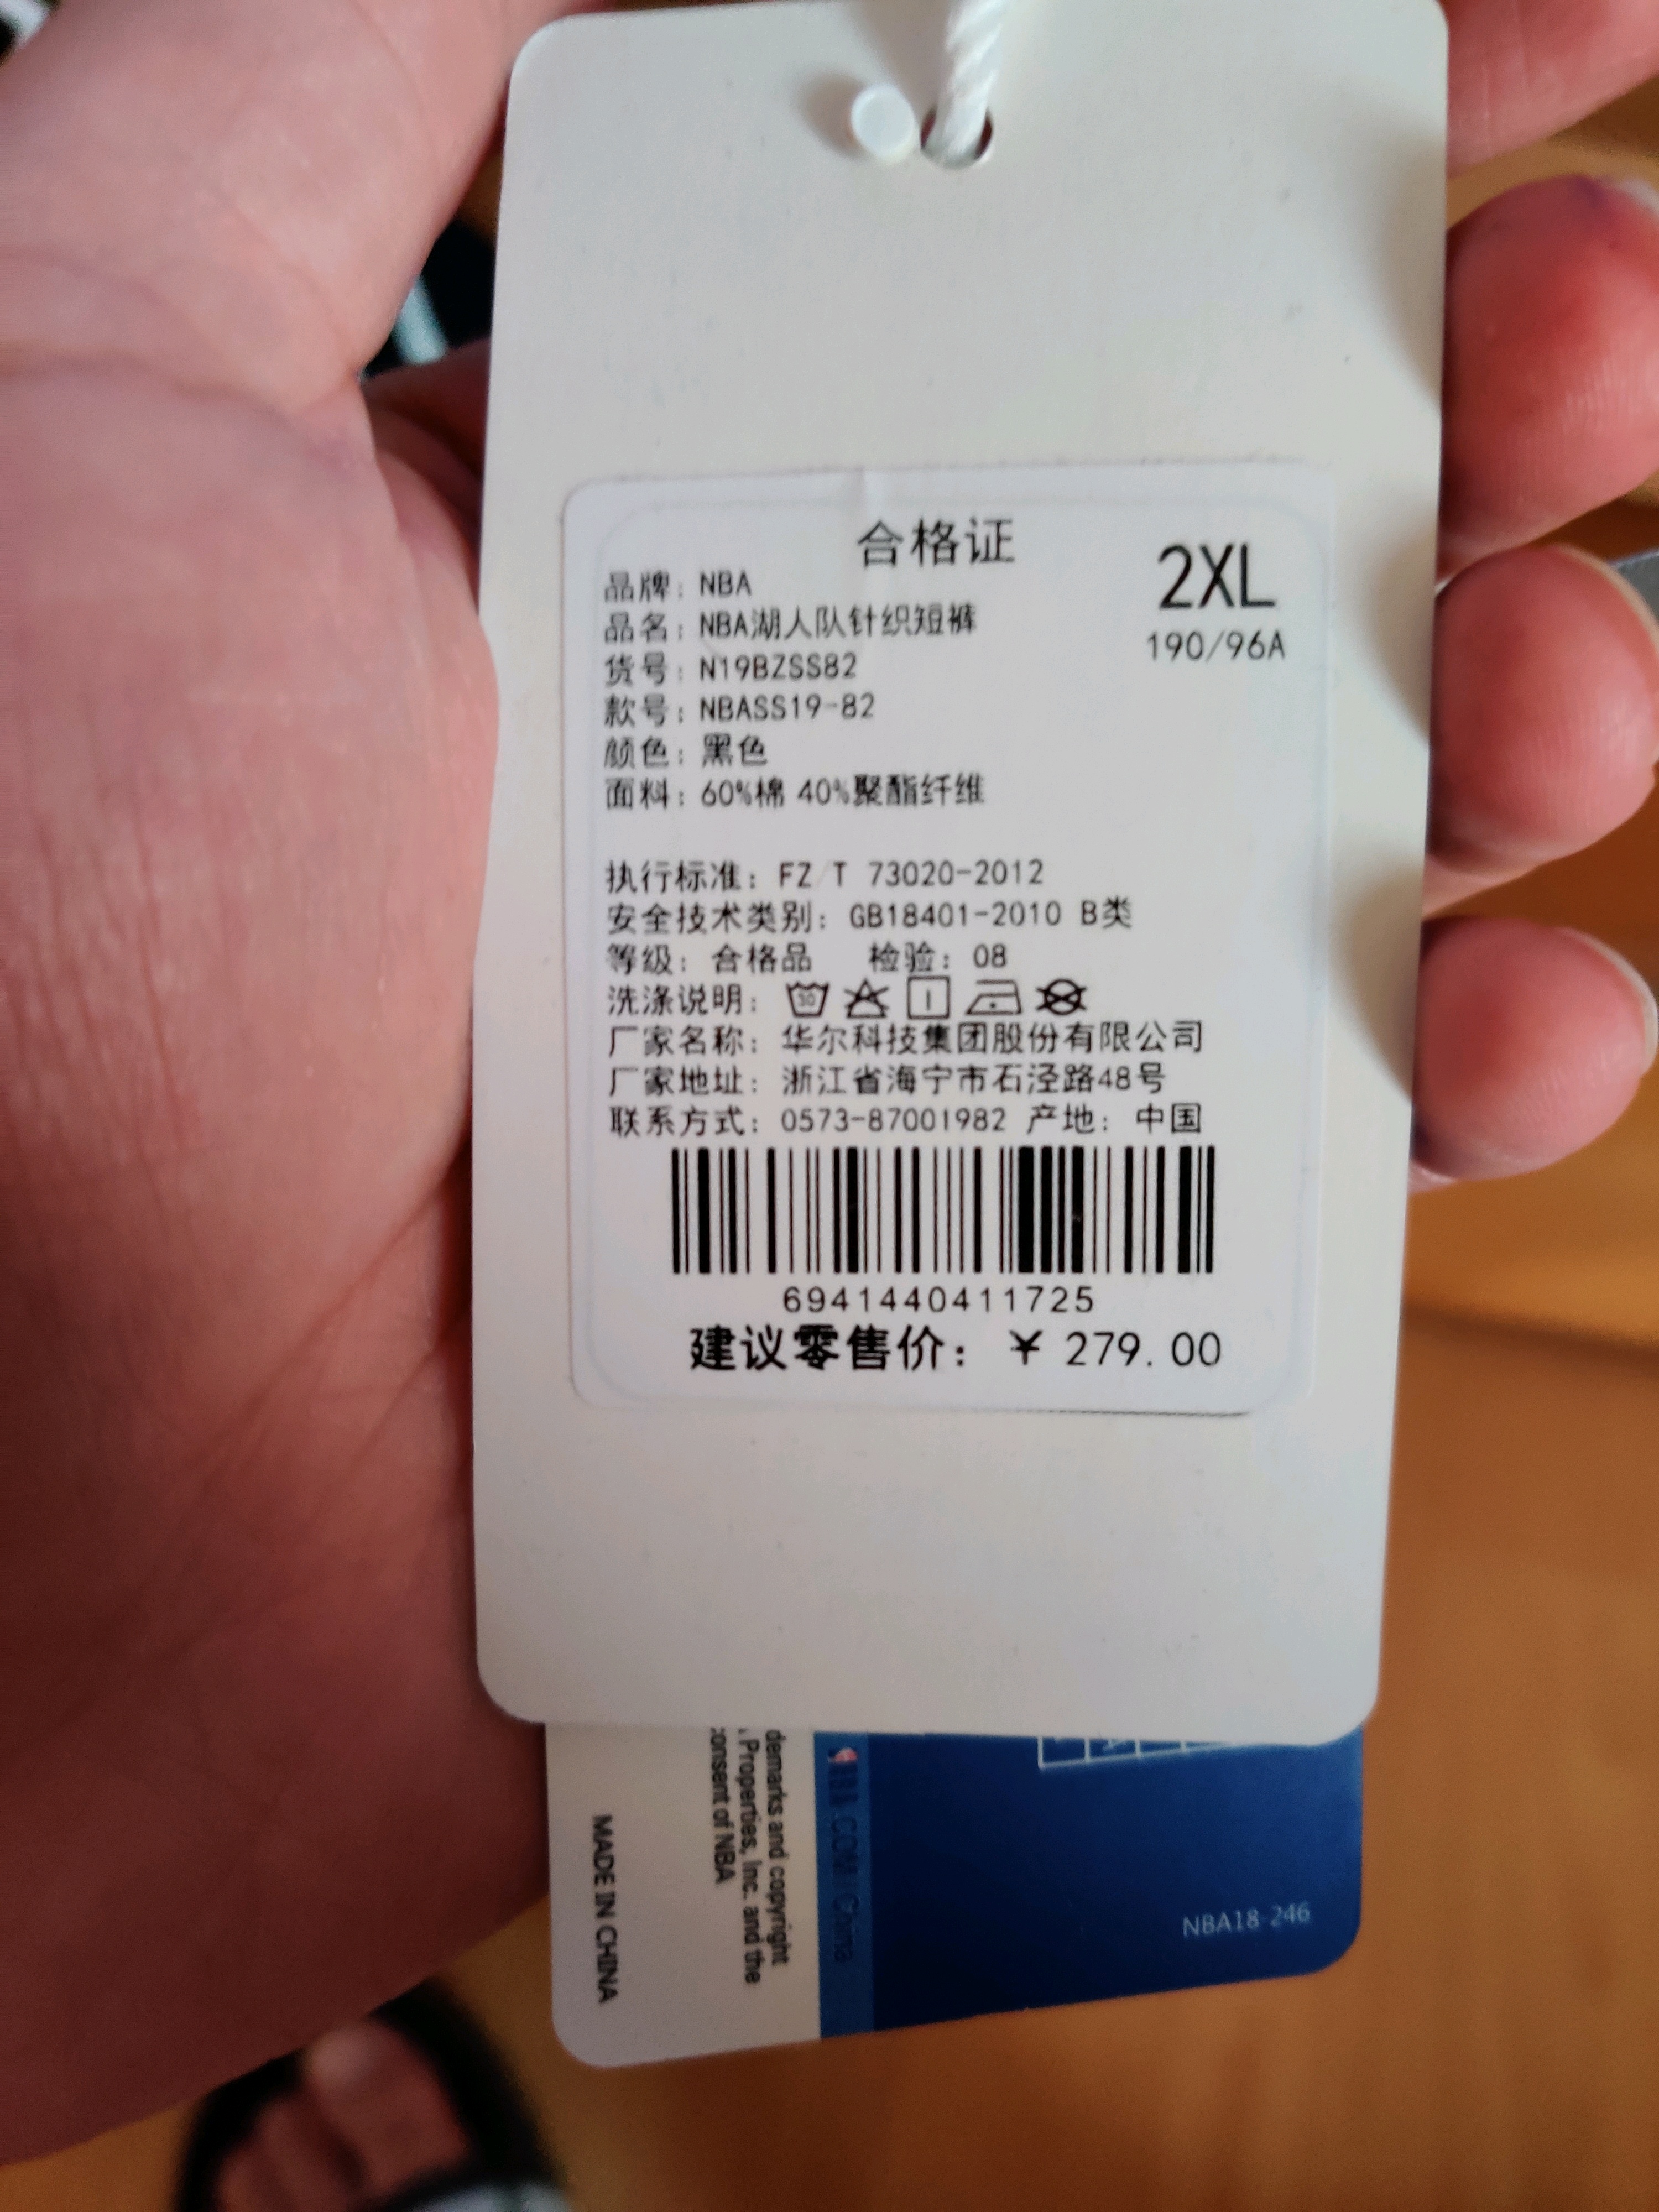 合格证
2XL
190/96A
品牌: NBA
品名: NBA湖人队针织短裤
货号: N19BZSS82
款号: NBASS19-82
颜色: 黑色
面料: 60%棉 40%聚酯纤维
执行标准: FZ/T 73020-2012
安全技术类别: GB18401-2010 B类
等级: 合格品 检验: 08
洗涤说明: 30
厂家名称: 华尔科技集团股份有限公司
厂家地址: 浙江省海宁市石泾路48号
联系方式: 0573-87001982 产地: 中国
6941440411725
建议零售价: ¥ 279.00
demarks and copyright
Properties, Inc. and the
consent of NBA
MADE IN CHINA
COM/China
NBA18-246